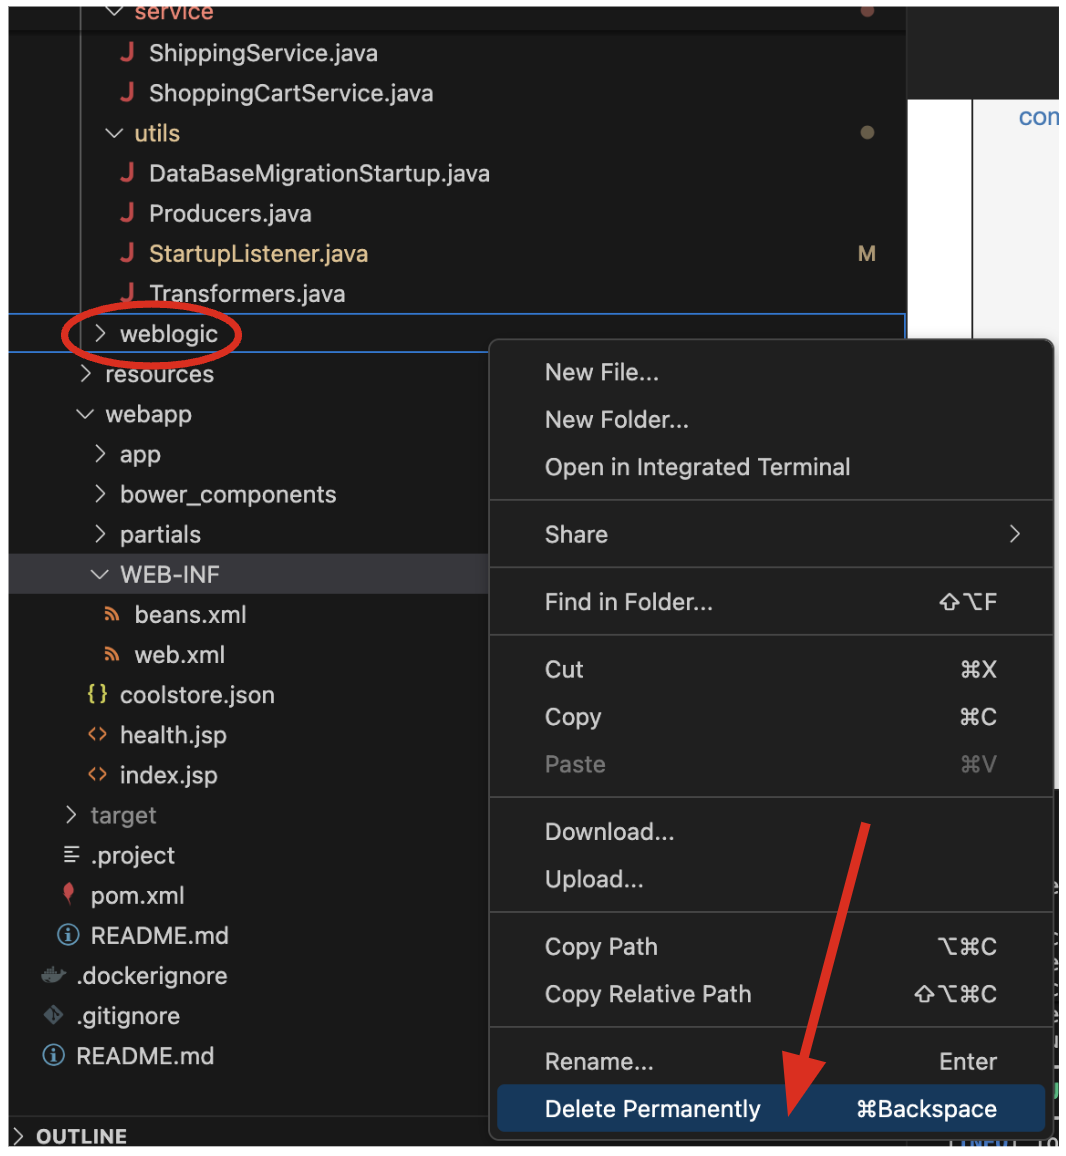 service
ShippingService.java
ShoppingCartService.java
utils
DataBaseMigrationStartup.java
Producers.java
StartupListener.java M
Transformers.java
weblogic
resources
webapp
app
bower_components
partials
WEB-INF
beans.xml
web.xml
coolstore.json
health.jsp
index.jsp
target
.project
pom.xml
README.md
.dockerignore
.gitignore
README.md
OUTLINE
con
New File...
New Folder...
Open in Integrated Terminal
Share
Find in Folder... ⇧⌥F
Cut ⌘X
Copy ⌘C
Paste ⌘V
Download...
Upload...
Copy Path ⌥⌘C
Copy Relative Path ⇧⌥⌘C
Rename... Enter
Delete Permanently ⌘Backspace